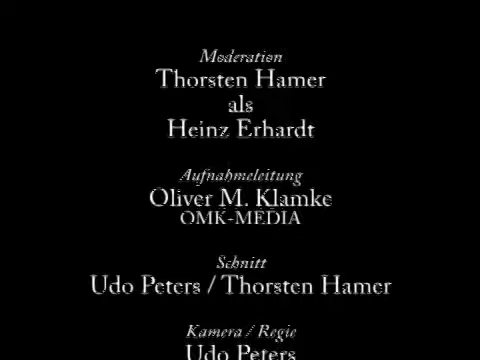 Moderation
Thorsten Hamer
als
Heinz Erhardt
Aufnahmeleitung
Oliver M. Klamke
OMK-MEDIA
Schnitt
Udo Peters / Thorsten Hamer
Kamera / Regie
Udo Peters